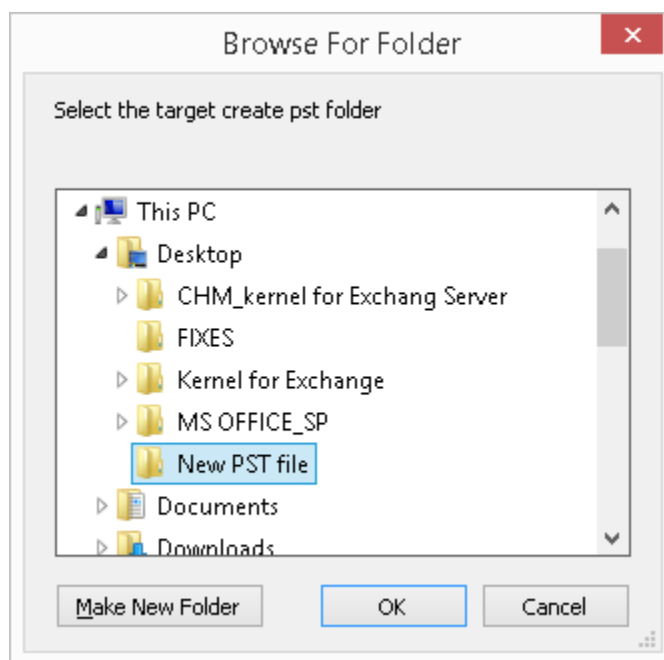 Browse For Folder
Select the target create pst folder
This PC
Desktop
CHM_kernel for Exchang Server
FIXES
Kernel for Exchange
MS OFFICE_SP
New PST file
Documents
Downloads
Make New Folder OK Cancel